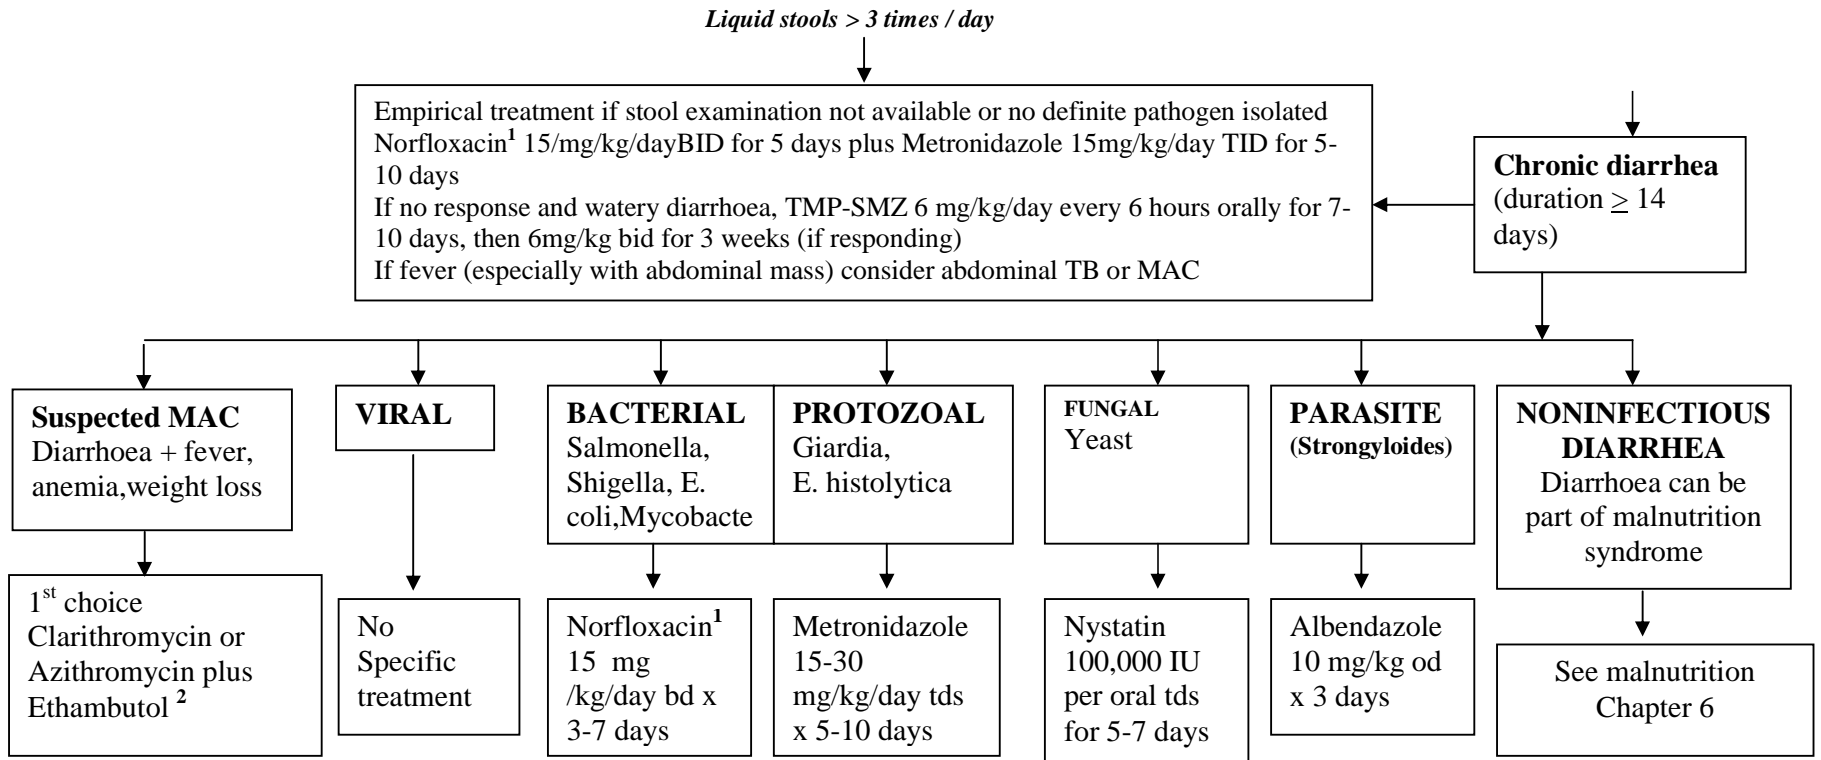 Liquid stools > 3 times / day
Empirical treatment if stool examination not available or no definite pathogen isolated
Norfloxacin1 15/mg/kg/dayBID for 5 days plus Metronidazole 15mg/kg/day TID for 5-
10 days
If no response and watery diarrhoea, TMP-SMZ 6 mg/kg/day every 6 hours orally for 7-
10 days, then 6mg/kg bid for 3 weeks (if responding)
If fever (especially with abdominal mass) consider abdominal TB or MAC
Chronic diarrhea
(duration ≥ 14
days)
Suspected MAC
Diarrhoea + fever,
anemia,weight loss
VIRAL
BACTERIAL
Salmonella,
Shigella, E.
coli,Mycobacte
PROTOZOAL
Giardia,
E. histolytica
FUNGAL
Yeast
PARASITE
(Strongyloides)
NONINFECTIOUS
DIARRHEA
Diarrhoea can be
part of malnutrition
syndrome
1st choice
Clarithromycin or
Azithromycin plus
Ethambutol 2
No
Specific
treatment
Norfloxacin1
15 mg
/kg/day bd x
3-7 days
Metronidazole
15-30
mg/kg/day tds
x 5-10 days
Nystatin
100,000 IU
per oral tds
for 5-7 days
Albendazole
10 mg/kg od
x 3 days
See malnutrition
Chapter 6